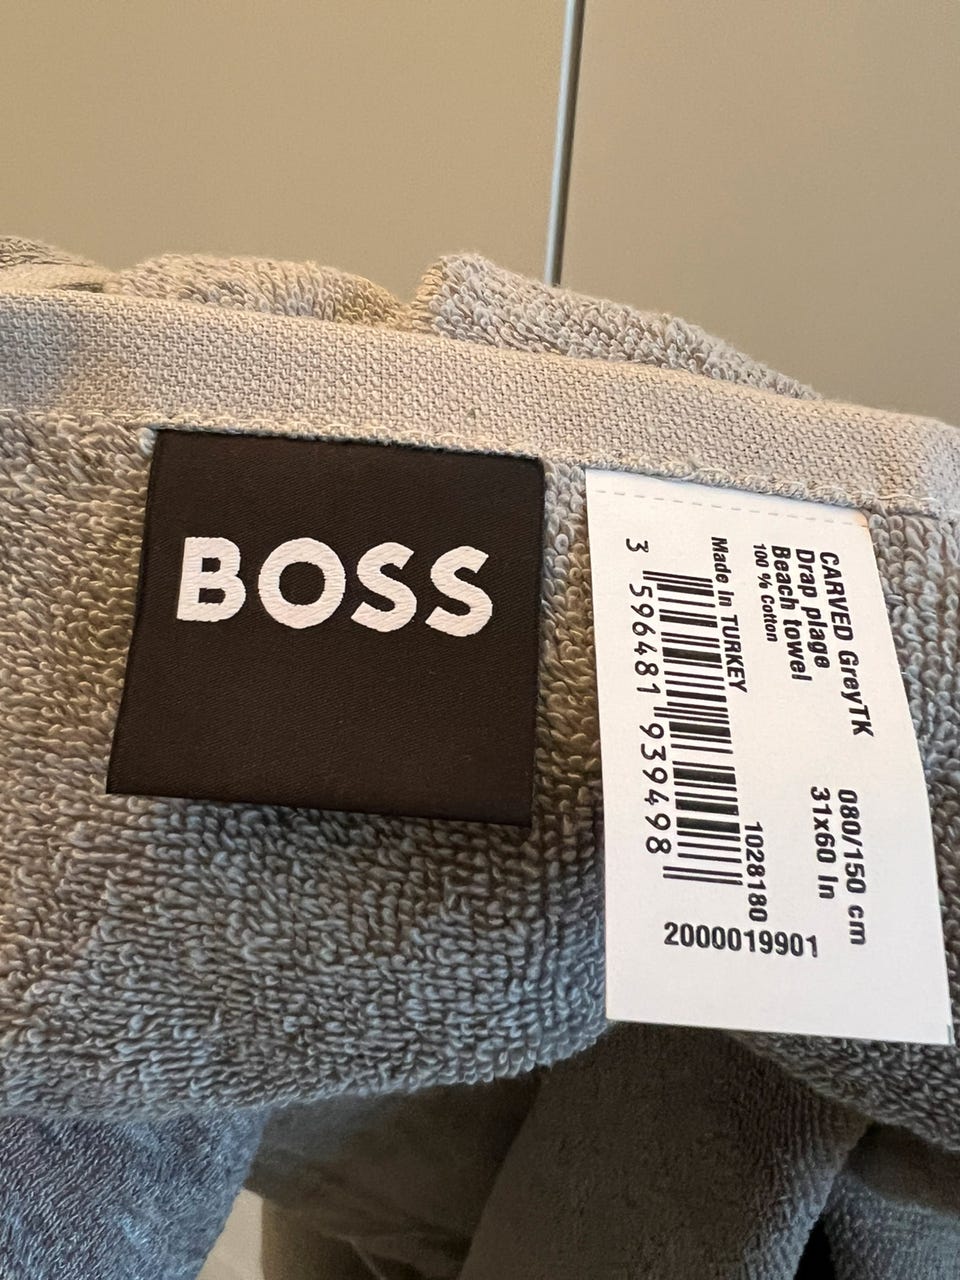 BOSS
CARVED GreyTK 080/150 cm
Drap plage 31x60 In
Beach towel
100 % Cotton
Made In TURKEY 1028180
3 596481 939498
2000019901